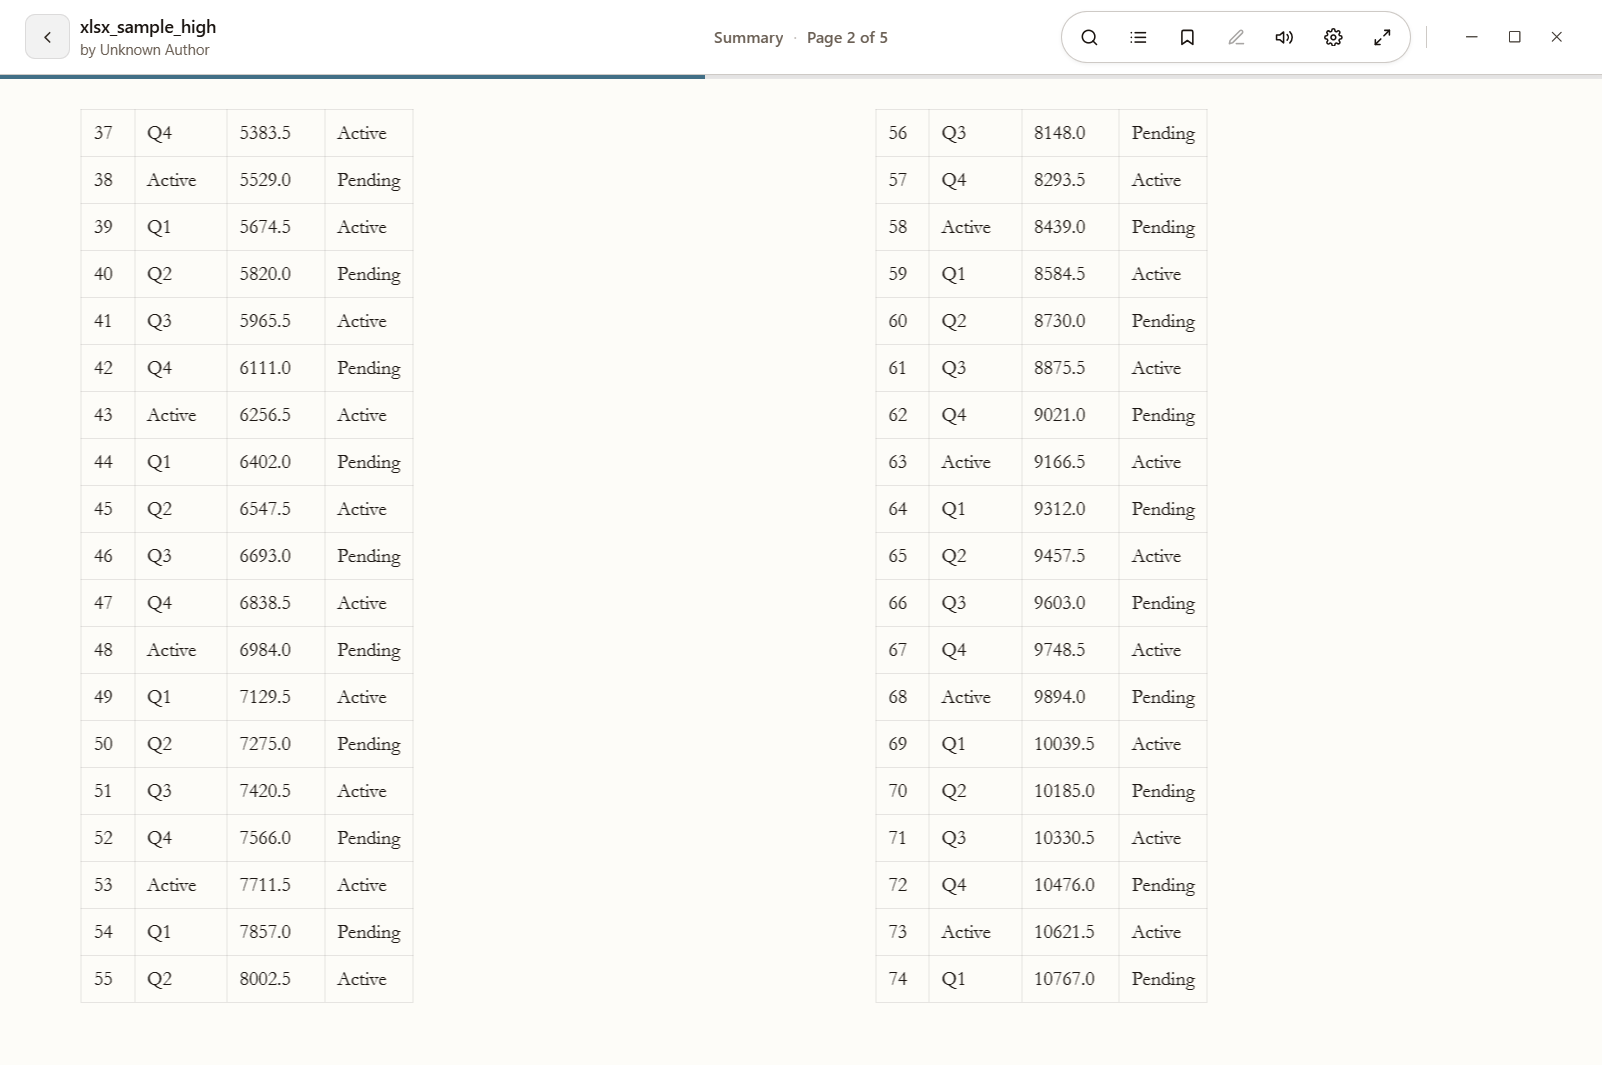 xlsx_sample_high
by Unknown Author
Summary · Page 2 of 5
37 Q4 5383.5 Active
38 Active 5529.0 Pending
39 Q1 5674.5 Active
40 Q2 5820.0 Pending
41 Q3 5965.5 Active
42 Q4 6111.0 Pending
43 Active 6256.5 Active
44 Q1 6402.0 Pending
45 Q2 6547.5 Active
46 Q3 6693.0 Pending
47 Q4 6838.5 Active
48 Active 6984.0 Pending
49 Q1 7129.5 Active
50 Q2 7275.0 Pending
51 Q3 7420.5 Active
52 Q4 7566.0 Pending
53 Active 7711.5 Active
54 Q1 7857.0 Pending
55 Q2 8002.5 Active
56 Q3 8148.0 Pending
57 Q4 8293.5 Active
58 Active 8439.0 Pending
59 Q1 8584.5 Active
60 Q2 8730.0 Pending
61 Q3 8875.5 Active
62 Q4 9021.0 Pending
63 Active 9166.5 Active
64 Q1 9312.0 Pending
65 Q2 9457.5 Active
66 Q3 9603.0 Pending
67 Q4 9748.5 Active
68 Active 9894.0 Pending
69 Q1 10039.5 Active
70 Q2 10185.0 Pending
71 Q3 10330.5 Active
72 Q4 10476.0 Pending
73 Active 10621.5 Active
74 Q1 10767.0 Pending